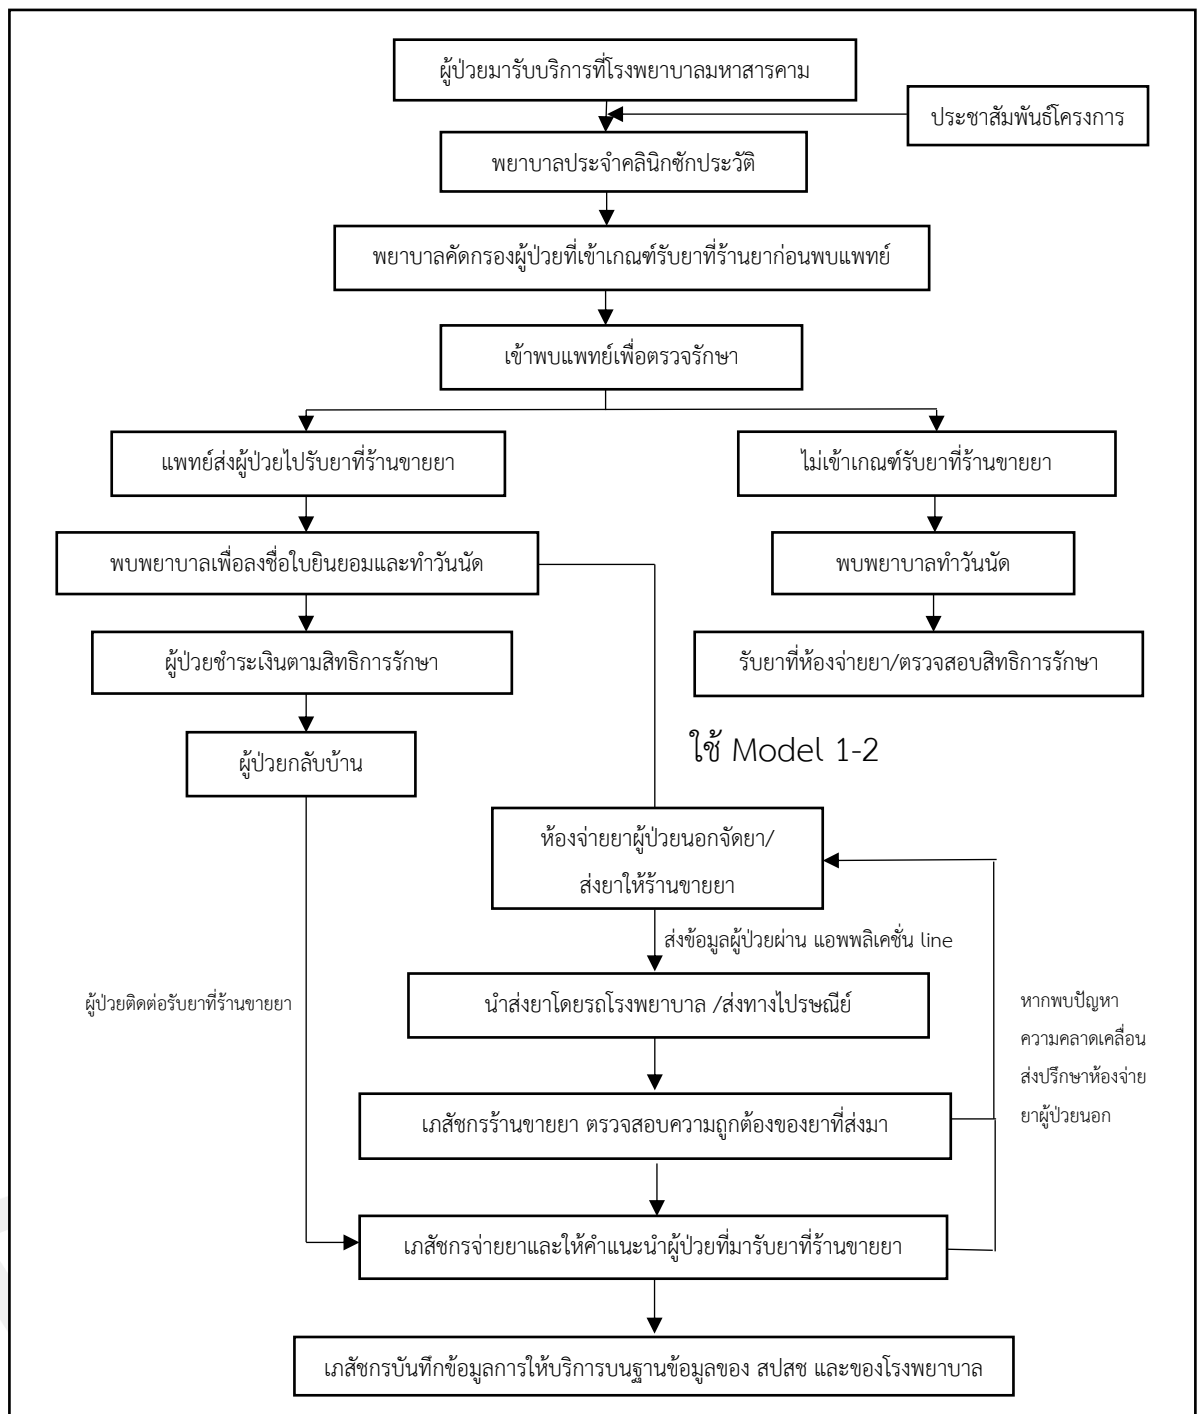 ผู้ป่วยมารับบริการที่โรงพยาบาลมหาสารคาม
ประชาสัมพันธ์โครงการ
พยาบาลประจำคลินิกซักประวัติ
พยาบาลคัดกรองผู้ป่วยที่เข้าเกณฑ์รับยาที่ร้านยาก่อนพบแพทย์
เข้าพบแพทย์เพื่อตรวจรักษา
แพทย์ส่งผู้ป่วยไปรับยาที่ร้านขายยา
ไม่เข้าเกณฑ์รับยาที่ร้านขายยา
พบพยาบาลเพื่อลงชื่อใบยินยอมและทำวันนัด
พบพยาบาลทำวันนัด
ผู้ป่วยชำระเงินตามสิทธิการรักษา
รับยาที่ห้องจ่ายยา/ตรวจสอบสิทธิการรักษา
ผู้ป่วยกลับบ้าน
ใช้ Model 1-2
ห้องจ่ายยาผู้ป่วยนอกจัดยา/
ส่งยาให้ร้านขายยา
ส่งข้อมูลผู้ป่วยผ่าน แอพพลิเคชั่น line
ผู้ป่วยติดต่อรับยาที่ร้านขายยา
นำส่งยาโดยรถโรงพยาบาล /ส่งทางไปรษณีย์
หากพบปัญหา
ความคลาดเคลื่อน
ส่งปรึกษาห้องจ่าย
ยาผู้ป่วยนอก
เภสัชกรร้านขายยา ตรวจสอบความถูกต้องของยาที่ส่งมา
เภสัชกรจ่ายยาและให้คำแนะนำผู้ป่วยที่มารับยาที่ร้านขายยา
เภสัชกรบันทึกข้อมูลการให้บริการบนฐานข้อมูลของ สปสช และของโรงพยาบาล